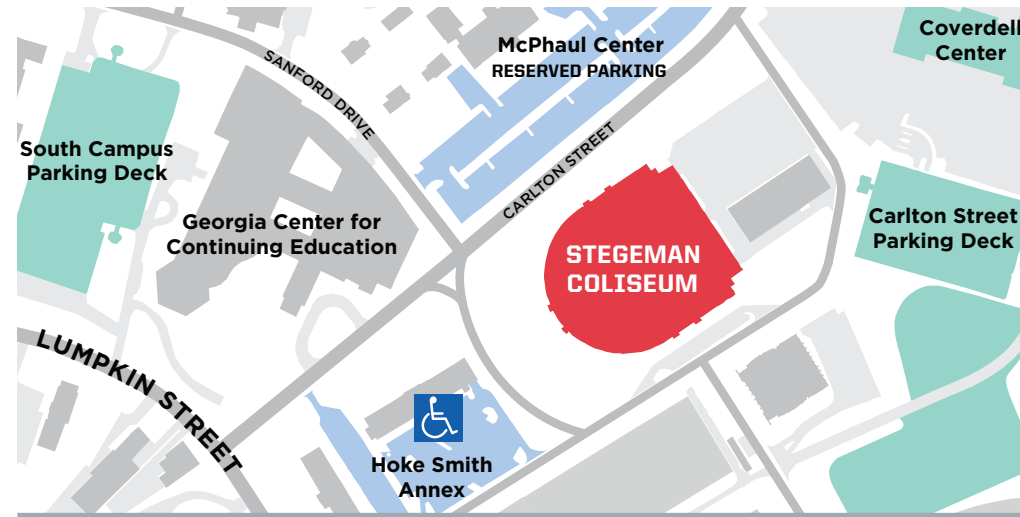 McPhaul Center
RESERVED PARKING
Coverdell
Center
SANFORD DRIVE
South Campus
Parking Deck
CARLTON STREET
Georgia Center for
Continuing Education
Carlton Street
Parking Deck
STEGEMAN
COLISEUM
LUMPKIN STREET
Hoke Smith
Annex